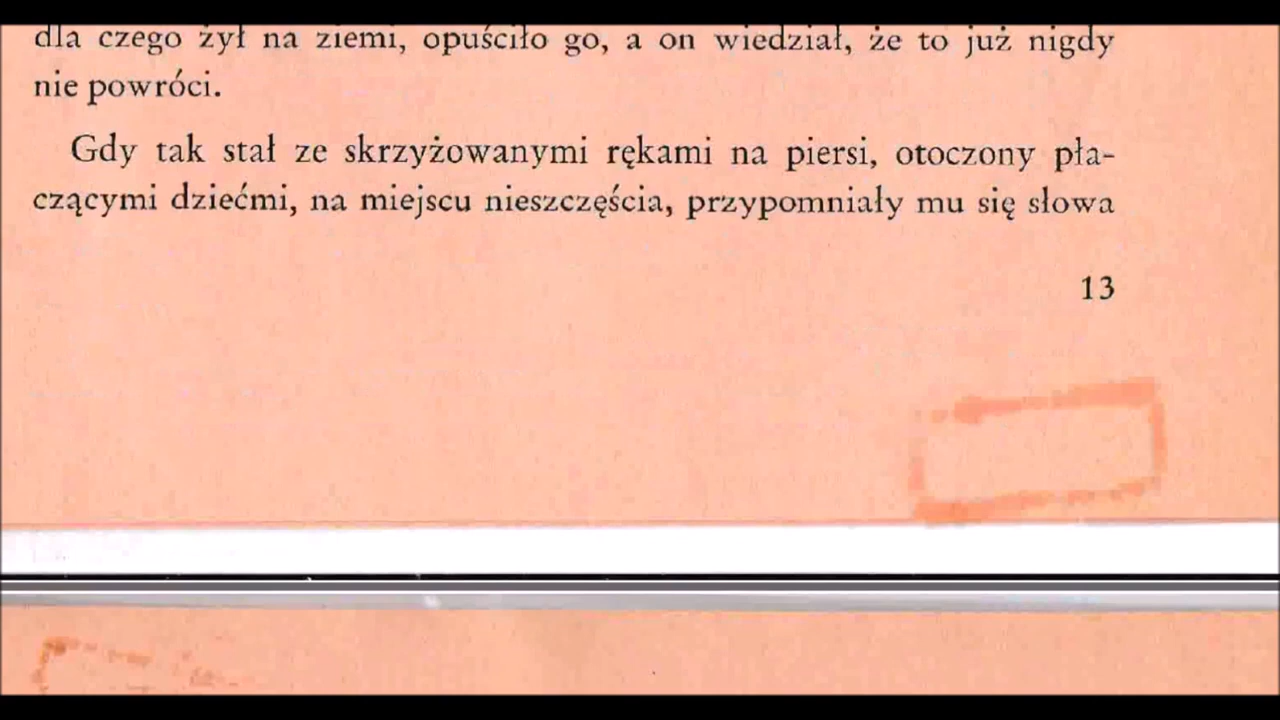 dla czego żył na ziemi, opuściło go, a on wiedział, że to już nigdy
nie powróci.
Gdy tak stał ze skrzyżowanymi rękami na piersi, otoczony pła-
czącymi dziećmi, na miejscu nieszczęścia, przypomniały mu się słowa
13